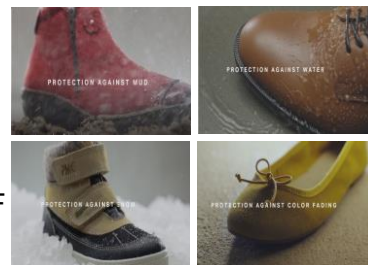 PROTECTION AGAINST MUD
PROTECTION AGAINST WATER
PROTECTION AGAINST SNOW
PROTECTION AGAINST COLOR FADING